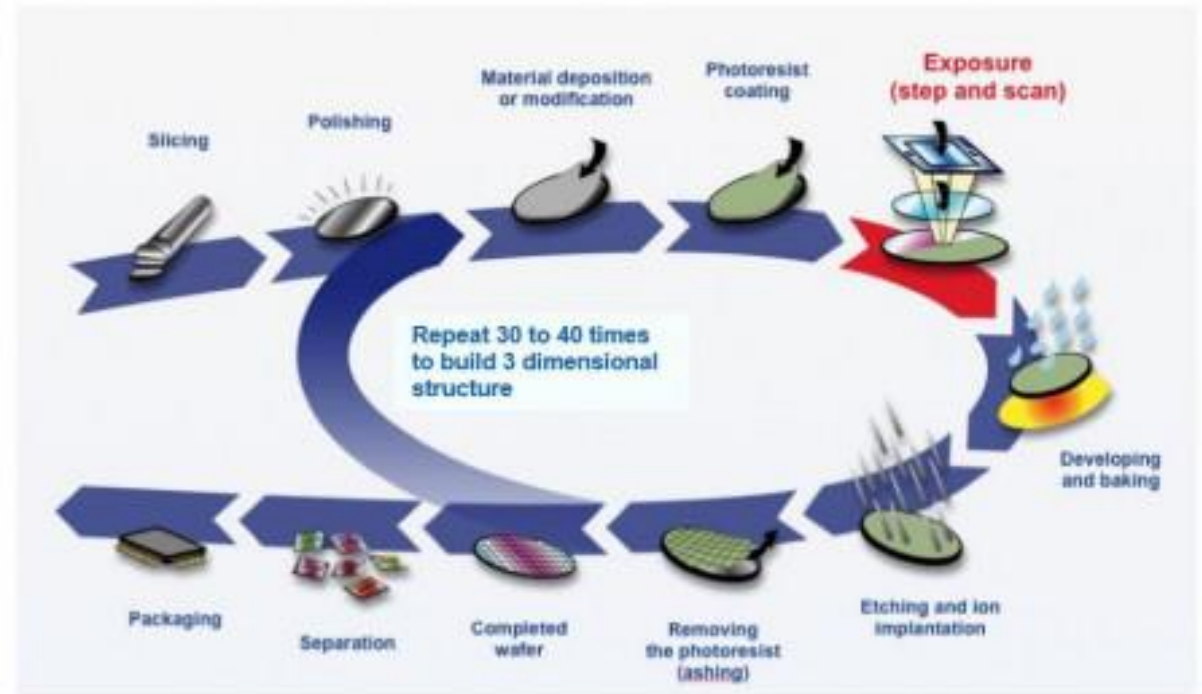 Slicing
Polishing
Material deposition
or modification
Photoresist
coating
Exposure
(step and scan)
Repeat 30 to 40 times
to build 3 dimensional
structure
Developing
and baking
Etching and ion
implantation
Removing
the photoresist
(ashing)
Completed
wafer
Separation
Packaging